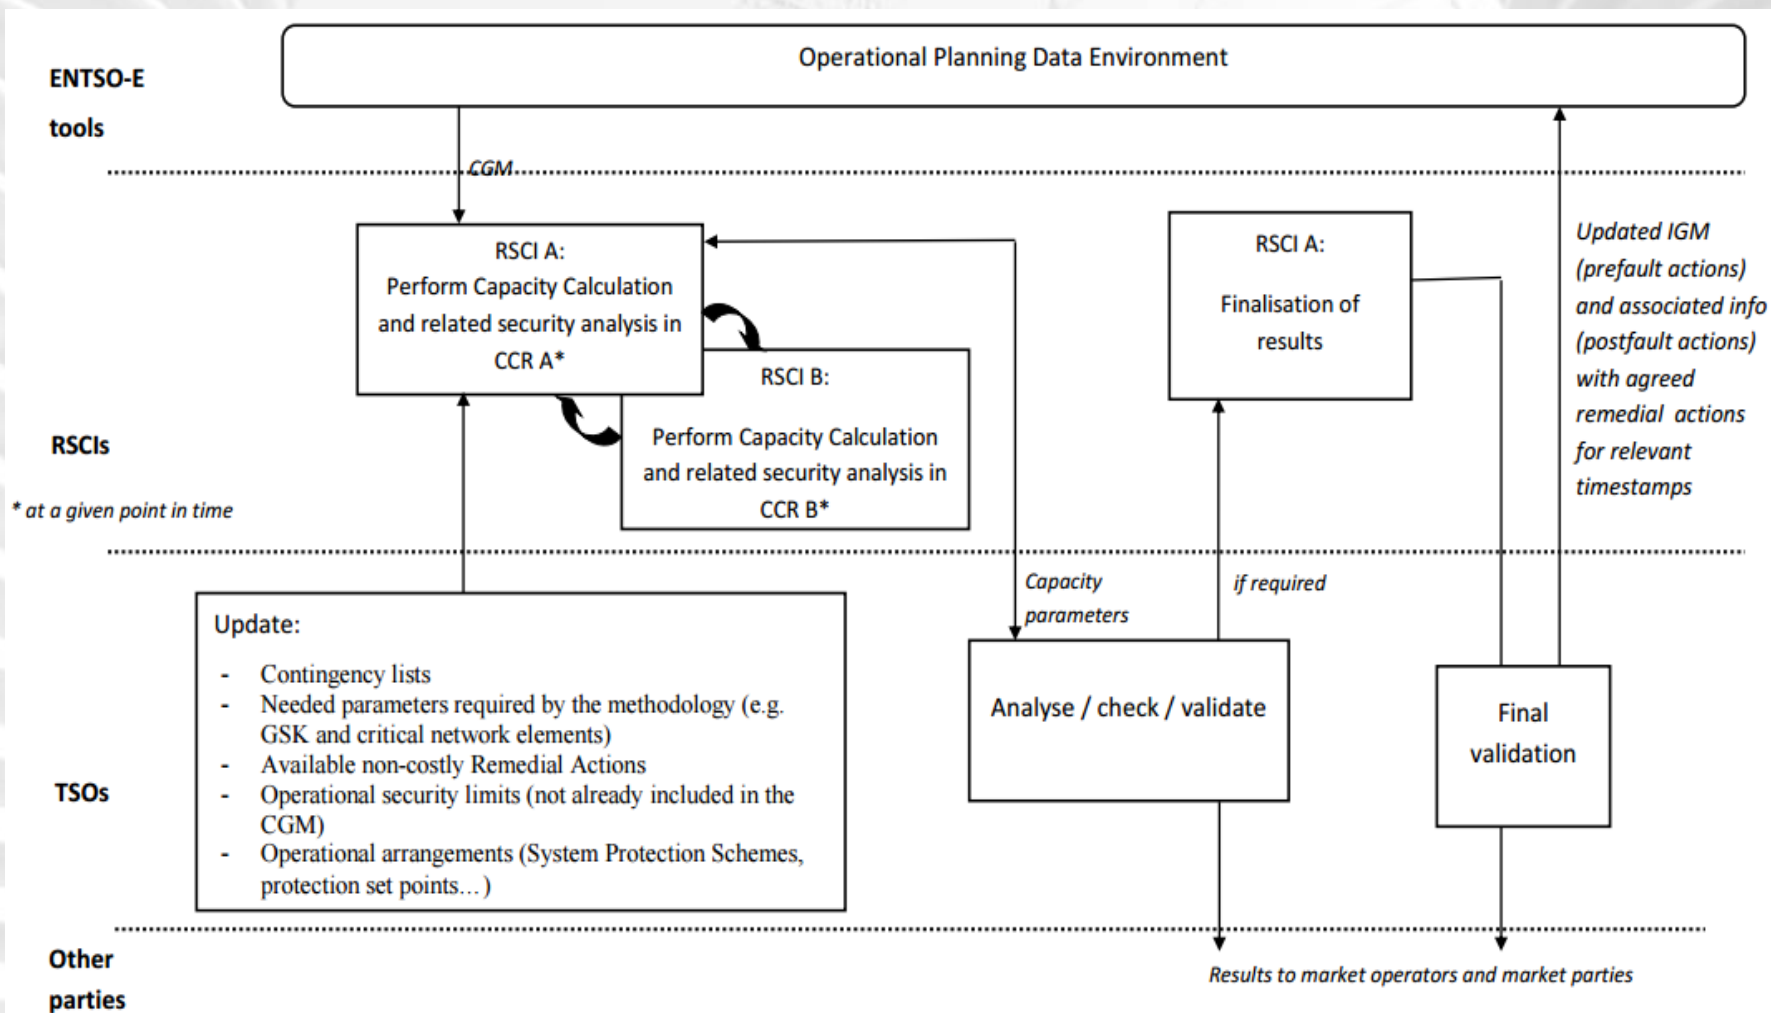 ENTSO-E
tools
Operational Planning Data Environment
CGM
RSCI A:
Perform Capacity Calculation
and related security analysis in
CCR A*
RSCI B:
Perform Capacity Calculation
and related security analysis in
CCR B*
RSCI A:
Finalisation of
results
Updated IGM
(prefault actions)
and associated info
(postfault actions)
with agreed
remedial actions
for relevant
timestamps
RSCIs
* at a given point in time
Capacity
parameters
if required
TSOs
Update:
- Contingency lists
- Needed parameters required by the methodology (e.g.
GSK and critical network elements)
- Available non-costly Remedial Actions
- Operational security limits (not already included in the
CGM)
- Operational arrangements (System Protection Schemes,
protection set points…)
Analyse / check / validate
Final
validation
Other
parties
Results to market operators and market parties